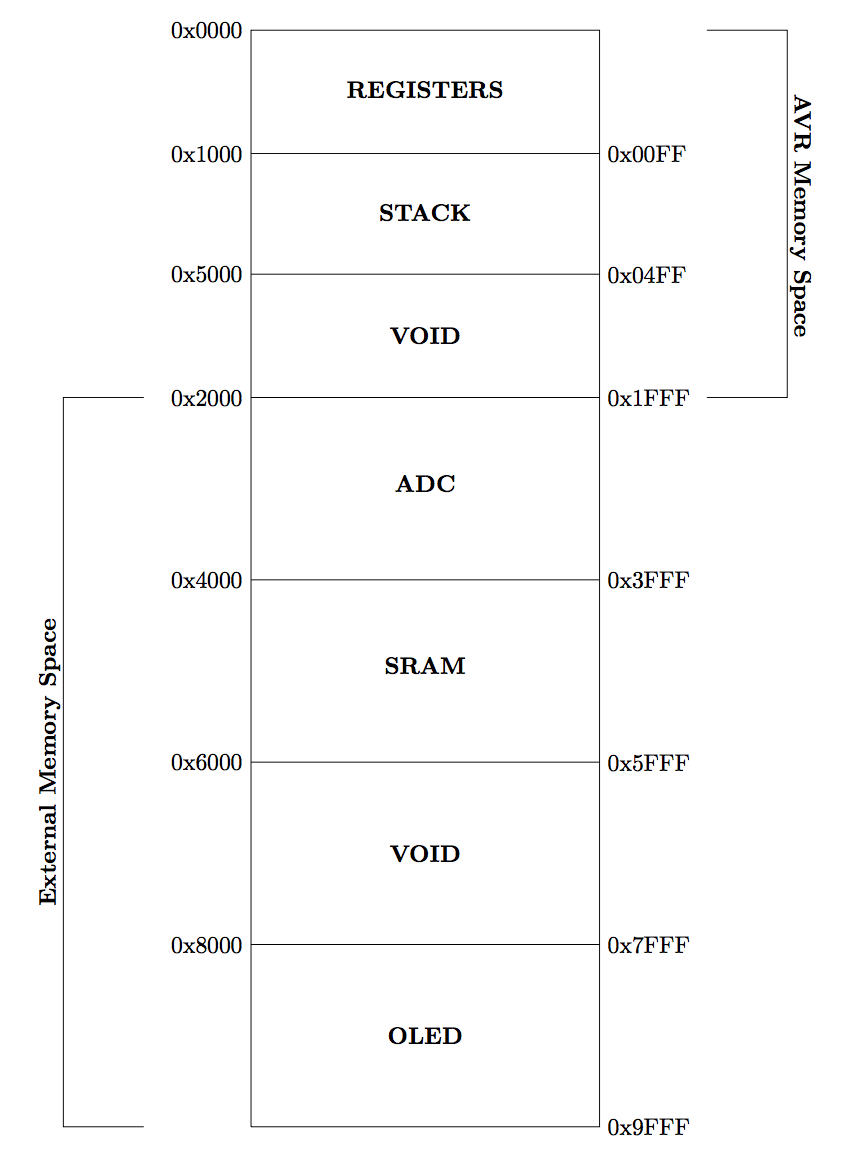 0x0000
REGISTERS
0x1000 0x00FF
STACK
0x5000 0x04FF
VOID
0x2000 0x1FFF
AVR Memory Space
ADC
0x4000 0x3FFF
SRAM
0x6000 0x5FFF
External Memory Space
VOID
0x8000 0x7FFF
OLED
0x9FFF